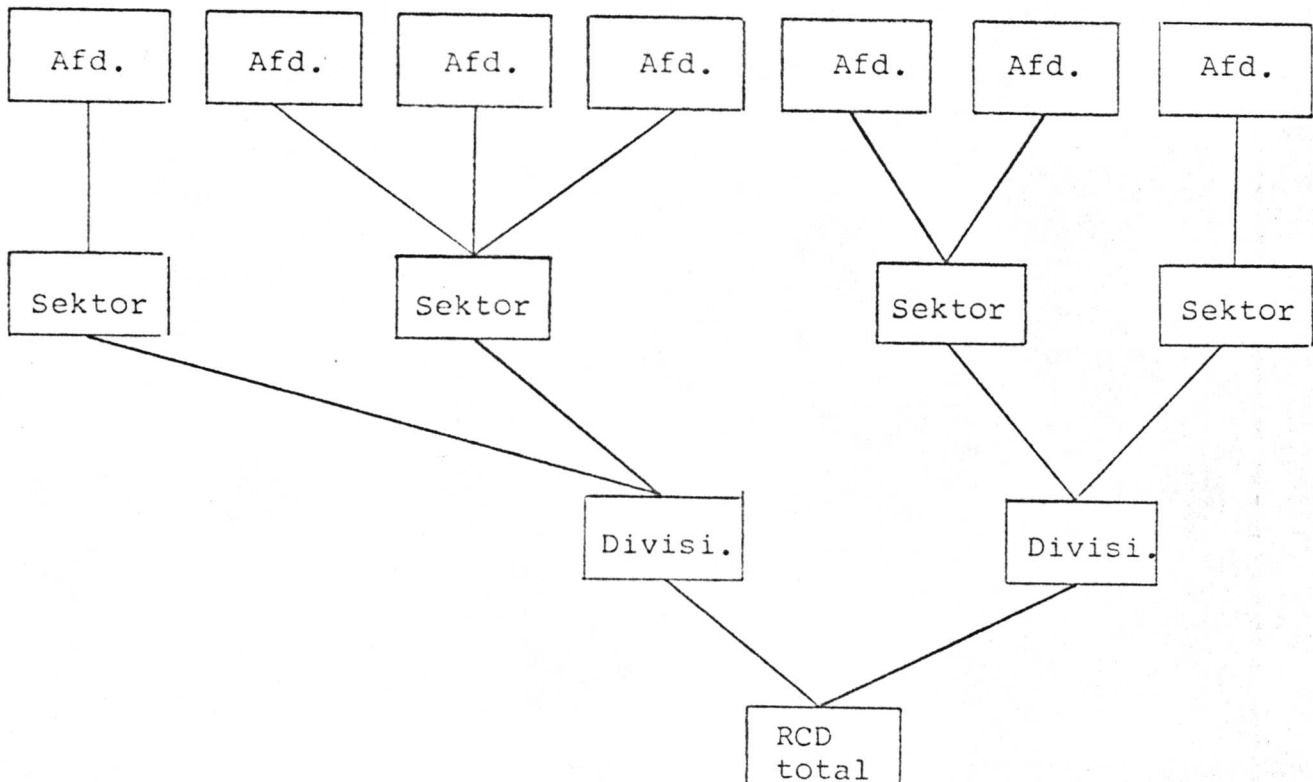 Afd. Afd. Afd. Afd. Afd. Afd. Afd.
Sektor Sektor Sektor Sektor
Divisi. Divisi.
RCD
total